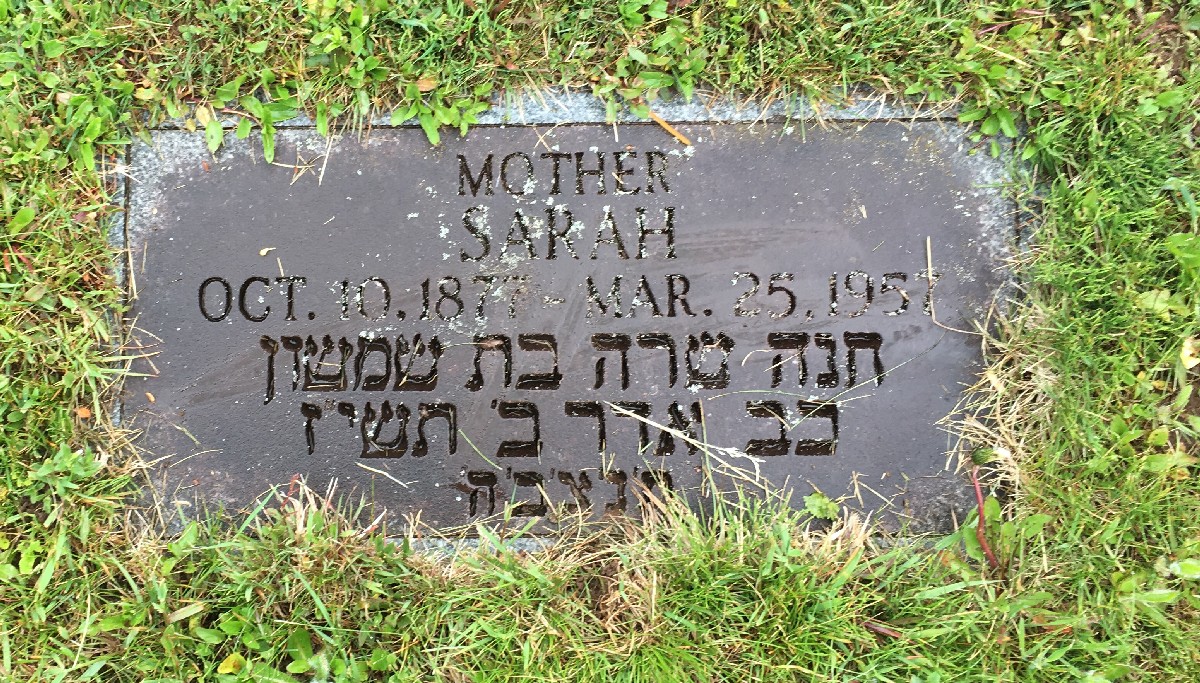 MOTHER
SARAH
OCT. 10, 1877 - MAR. 25, 1957
חנה שרה בת שמשון
כב אדר ב׳ תשי״ז
ת׳נ׳צ׳ב׳ה